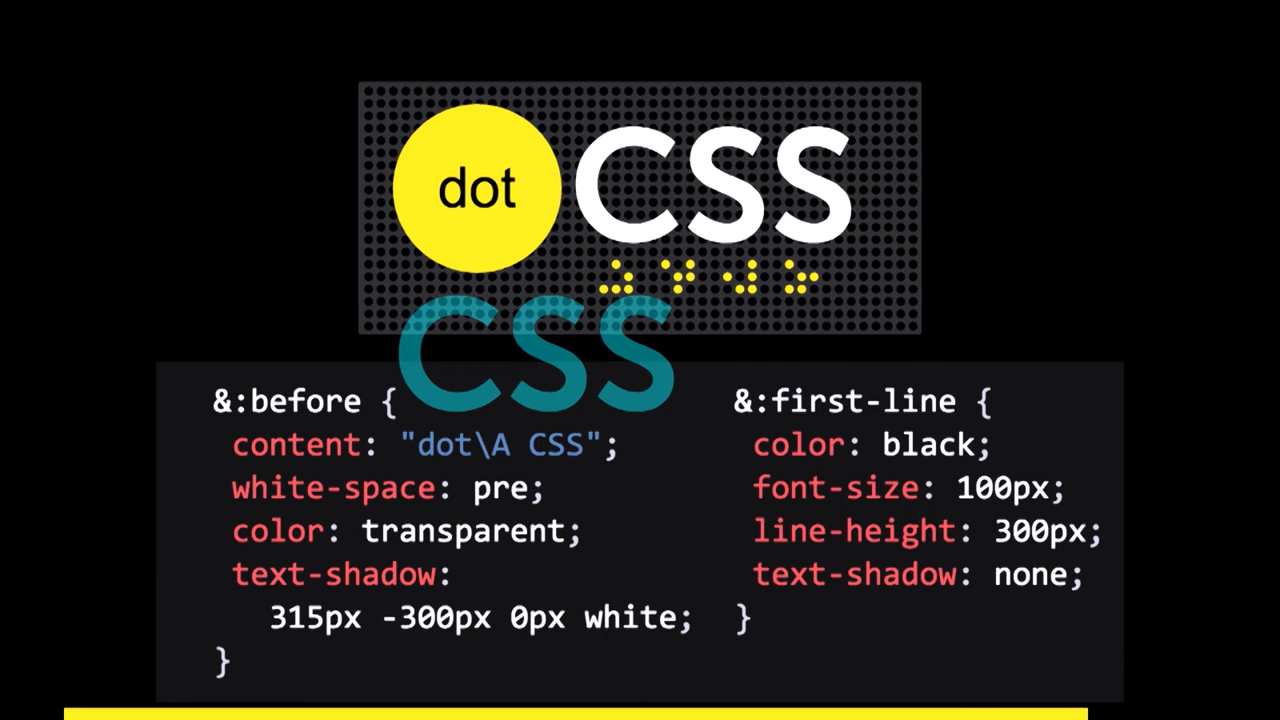 dot CSS
CSS
&:before {
content: "dot\A CSS";
white-space: pre;
color: transparent;
text-shadow:
315px -300px 0px white;
}
&:first-line {
color: black;
font-size: 100px;
line-height: 300px;
text-shadow: none;
}